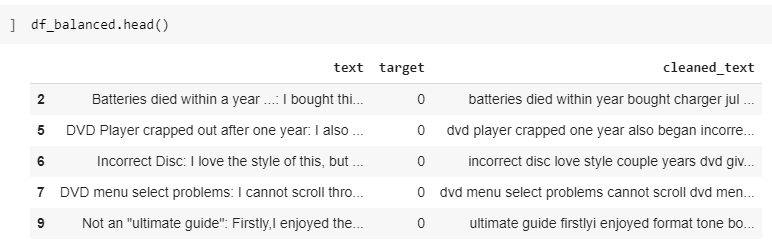 ] df_balanced.head()
text target cleaned_text
2 Batteries died within a year ...: I bought thi... 0 batteries died within year bought charger jul ...
5 DVD Player crapped out after one year: I also ... 0 dvd player crapped one year also began incorre...
6 Incorrect Disc: I love the style of this, but ... 0 incorrect disc love style couple years dvd giv...
7 DVD menu select problems: I cannot scroll thro... 0 dvd menu select problems cannot scroll dvd men...
9 Not an "ultimate guide": Firstly,I enjoyed the... 0 ultimate guide firstlyi enjoyed format tone bo...